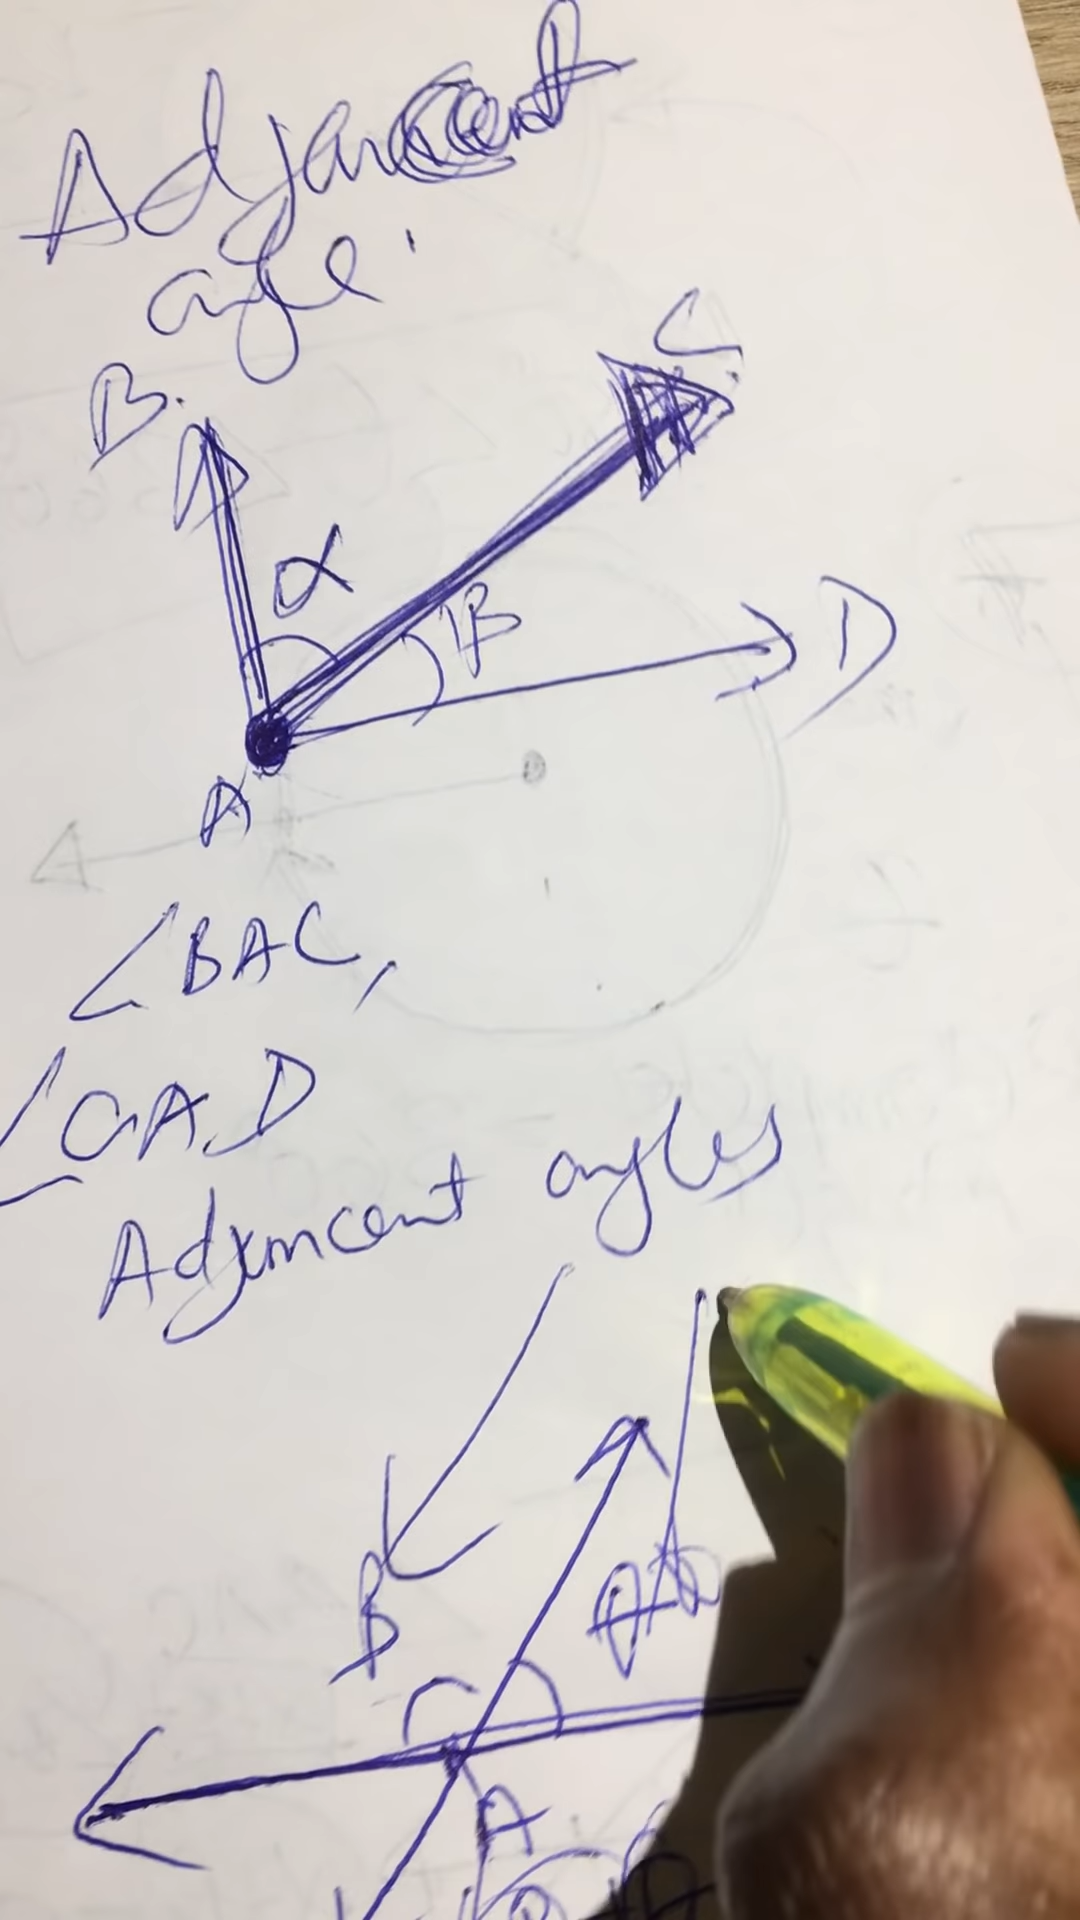 Adjacent
angle
B.
C.
α
β
D
A
∠BAC,
∠CAD
Adjacent angles
β
A